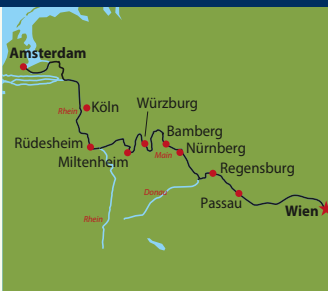 Amsterdam
Rhein
Köln
Würzburg
Rüdesheim
Bamberg
Miltenheim
Main
Nürnberg
Regensburg
Donau
Passau
Wien
Rhein